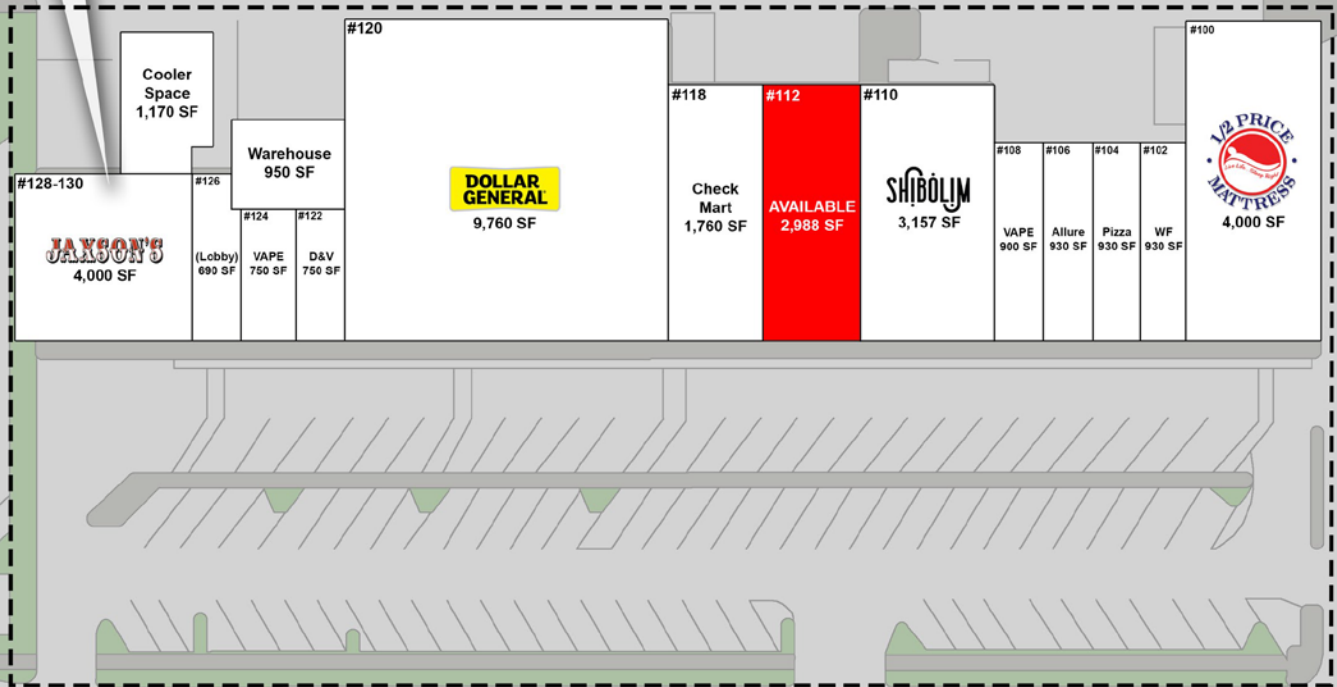 Cooler
Space
1,170 SF
Warehouse
950 SF
#128-130
JAXSON'S
4,000 SF
#126
(Lobby)
690 SF
#124
VAPE
750 SF
#122
D&V
750 SF
#120
DOLLAR
GENERAL
9,760 SF
#118
Check
Mart
1,760 SF
#112
AVAILABLE
2,988 SF
#110
SHIBOLIM
3,157 SF
#108
VAPE
900 SF
#106
Allure
930 SF
#104
Pizza
930 SF
#102
WF
930 SF
#100
1/2 PRICE
MATTRESS
4,000 SF